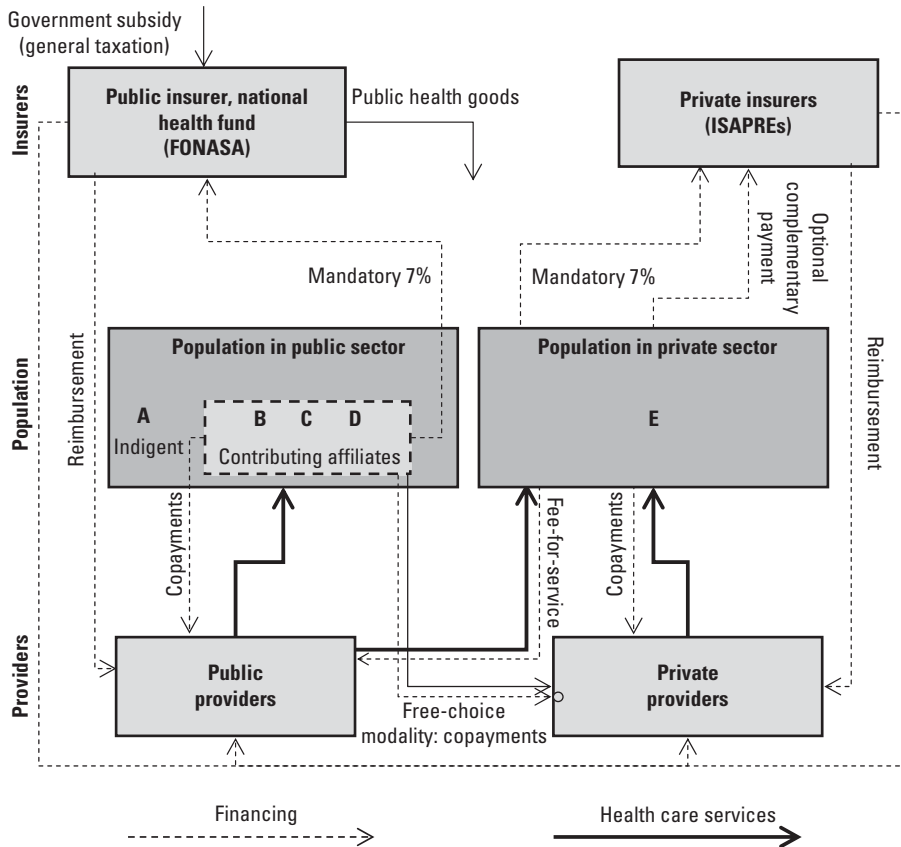 Government subsidy
(general taxation)
Insurers
Public insurer, national
health fund
(FONASA)
Public health goods
Private insurers
(ISAPREs)
Mandatory 7%
Mandatory 7%
Optional
complementary
payment
Population
Reimbursement
Population in public sector
A
Indigent
B C D
Contributing affiliates
Population in private sector
E
Reimbursement
Copayments
Fee-for-service
Copayments
Providers
Public
providers
Free-choice
modality: copayments
Private
providers
Financing
Health care services